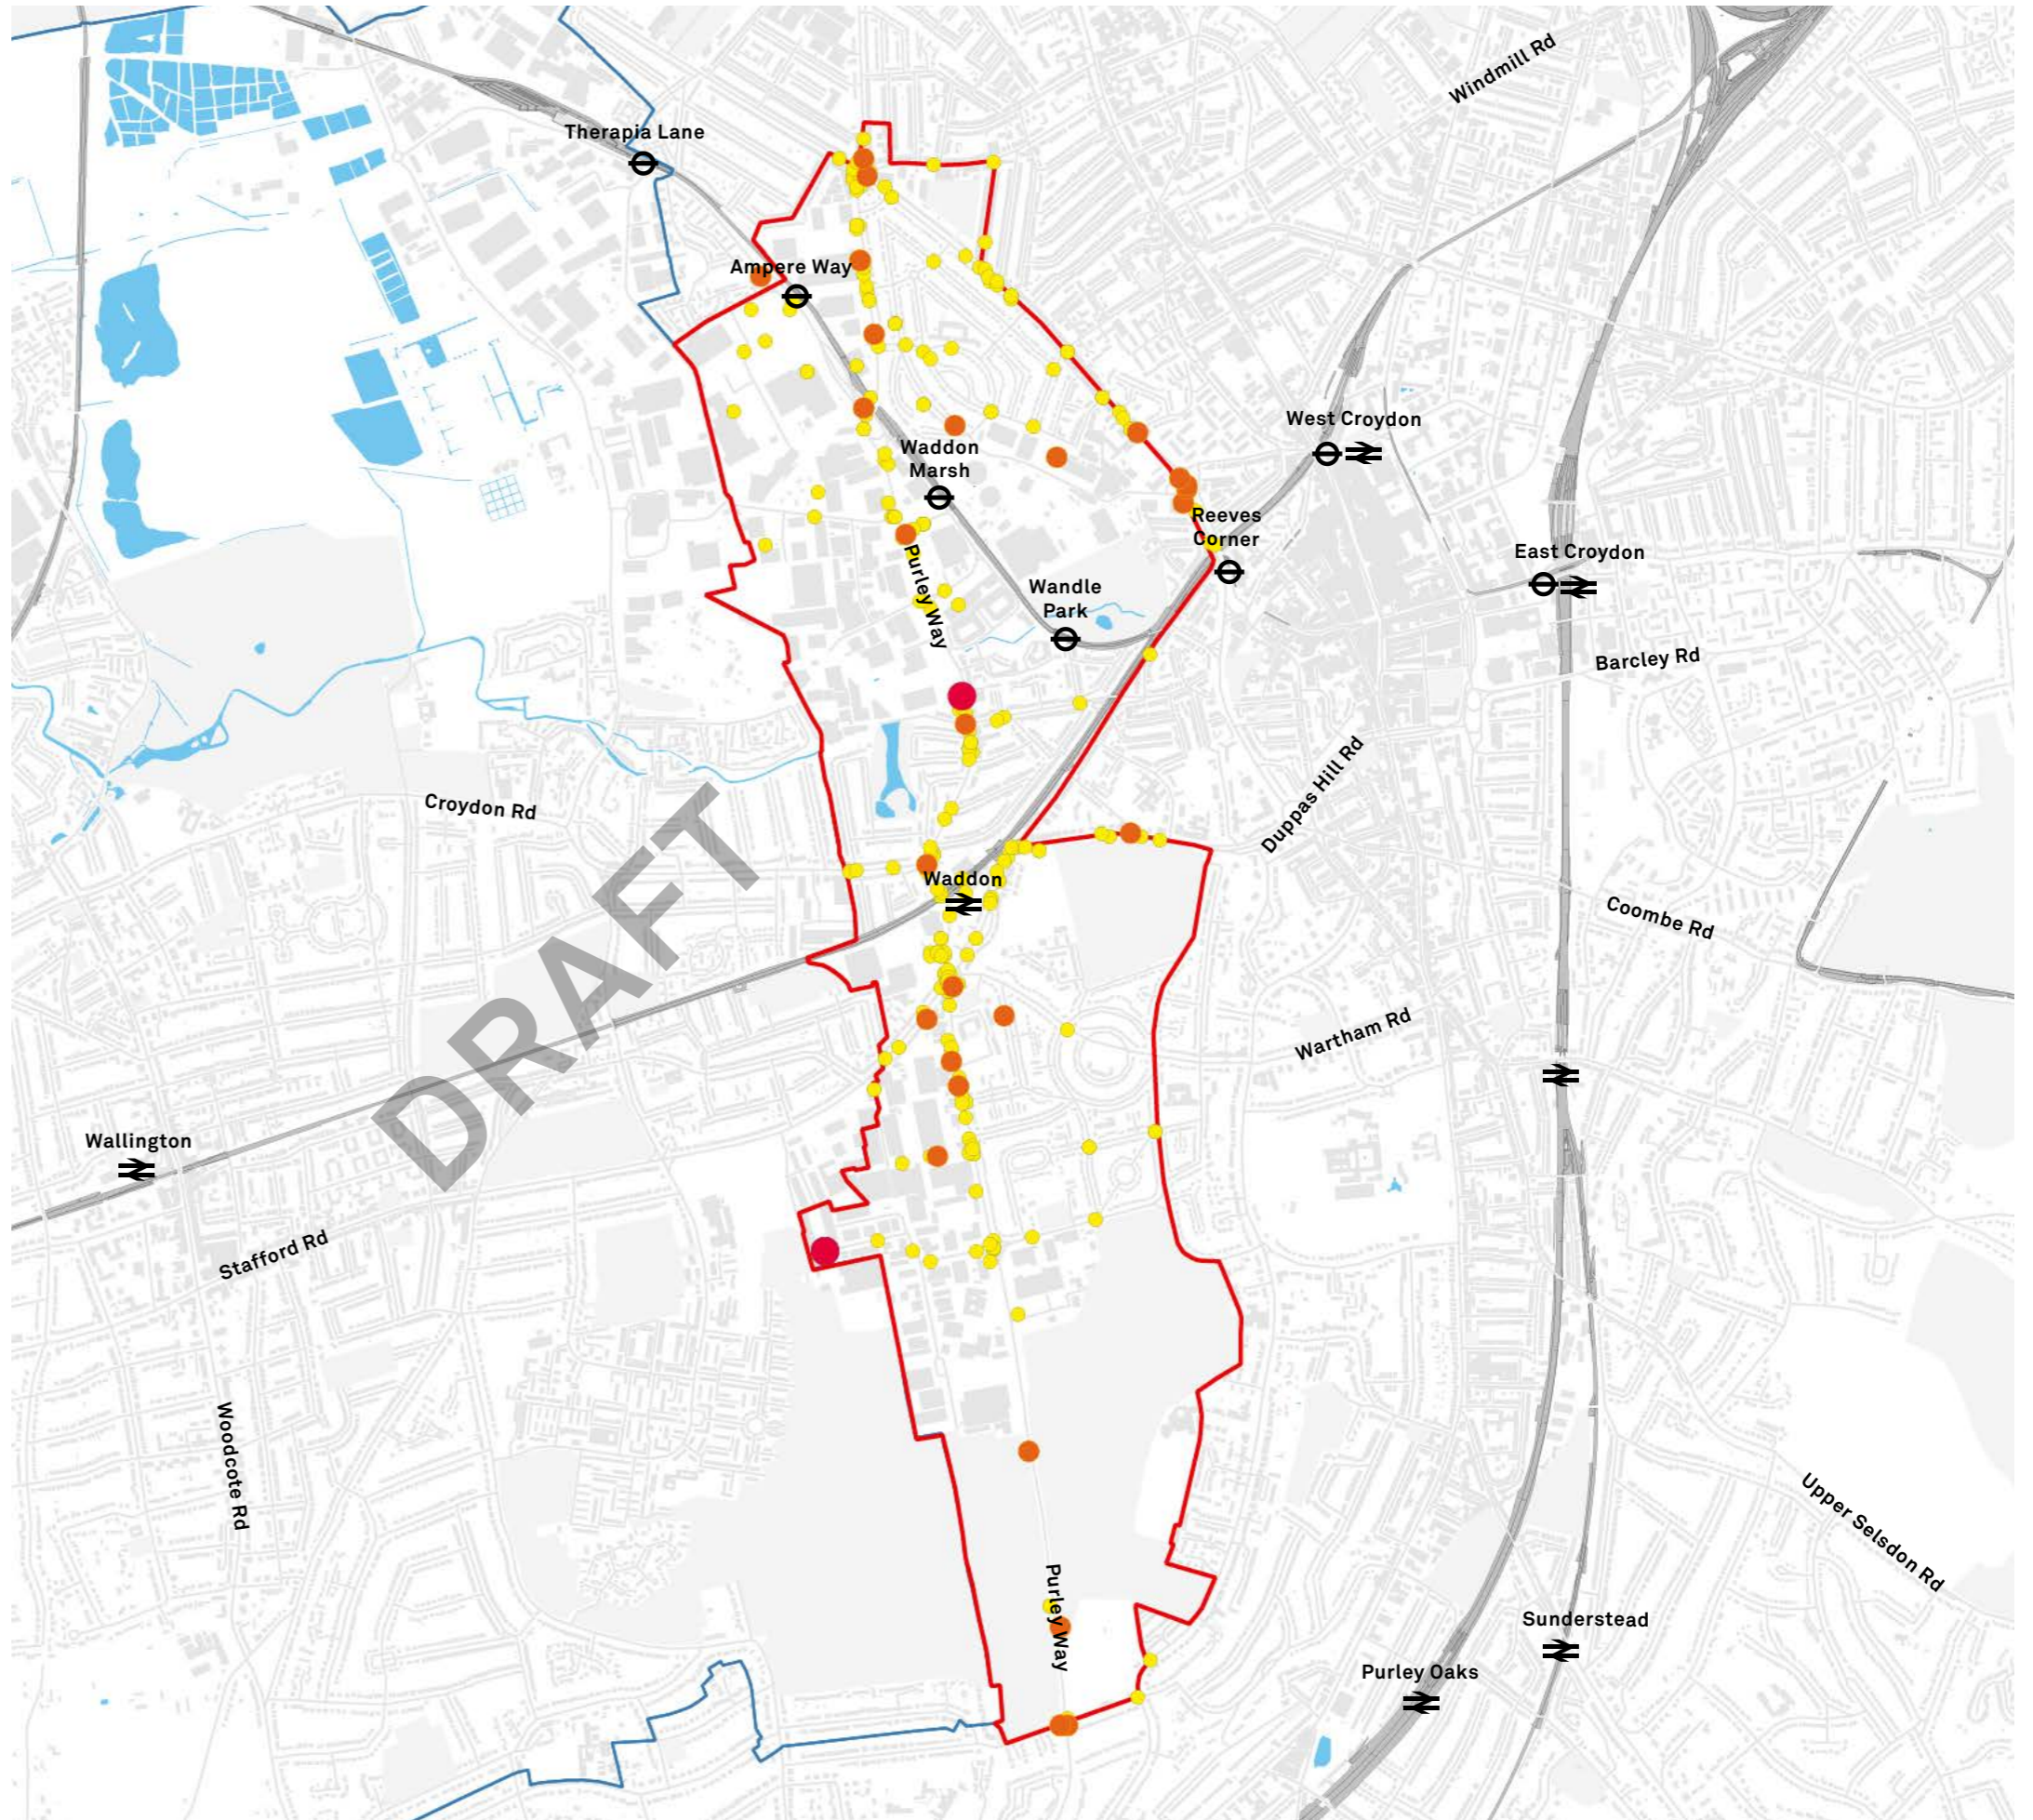 Windmill Rd
Therapia Lane
Ampere Way
West Croydon
Waddon
Marsh
Reeves
Corner
East Croydon
Purley Way
Wandle
Park
Barcley Rd
Duppas Hill Rd
Croydon Rd
DRAFT
Waddon
Coombe Rd
Wartham Rd
Wallington
Stafford Rd
Woodcote Rd
Upper Selsdon Rd
Purley Way
Sunderstead
Purley Oaks